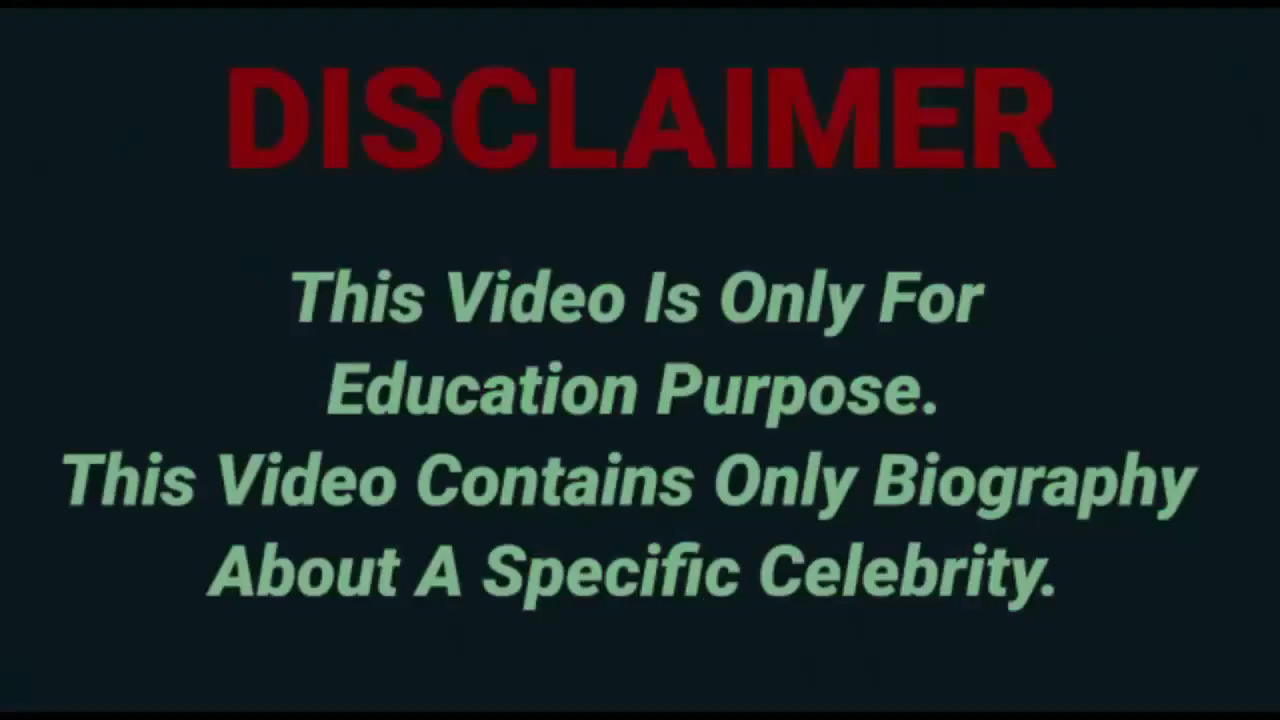 DISCLAIMER
This Video Is Only For
Education Purpose.
This Video Contains Only Biography
About A Specific Celebrity.